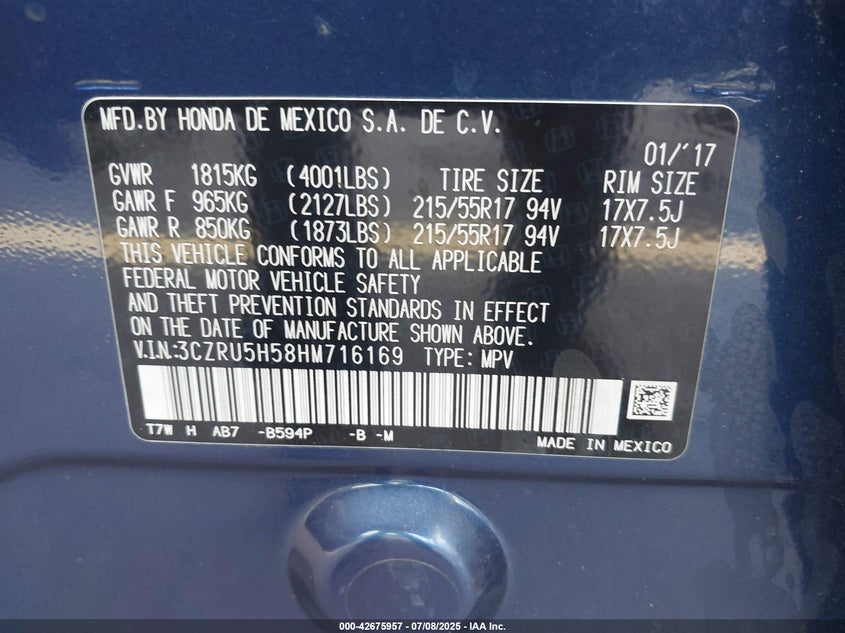 MFD.BY HONDA DE MEXICO S.A. DE C.V.
01/'17
GVWR 1815KG (4001LBS) TIRE SIZE RIM SIZE
GAWR F 965KG (2127LBS) 215/55R17 94V 17X7.5J
GAWR R 850KG (1873LBS) 215/55R17 94V 17X7.5J
THIS VEHICLE CONFORMS TO ALL APPLICABLE
FEDERAL MOTOR VEHICLE SAFETY
AND THEFT PREVENTION STANDARDS IN EFFECT
ON THE DATE OF MANUFACTURE SHOWN ABOVE.
V.I.N.:3CZRU5H58HM716169 TYPE: MPV
T7W H AB7 -B594P -B -M
MADE IN MEXICO
000-42675957 - 07/08/2025 - IAA Inc.